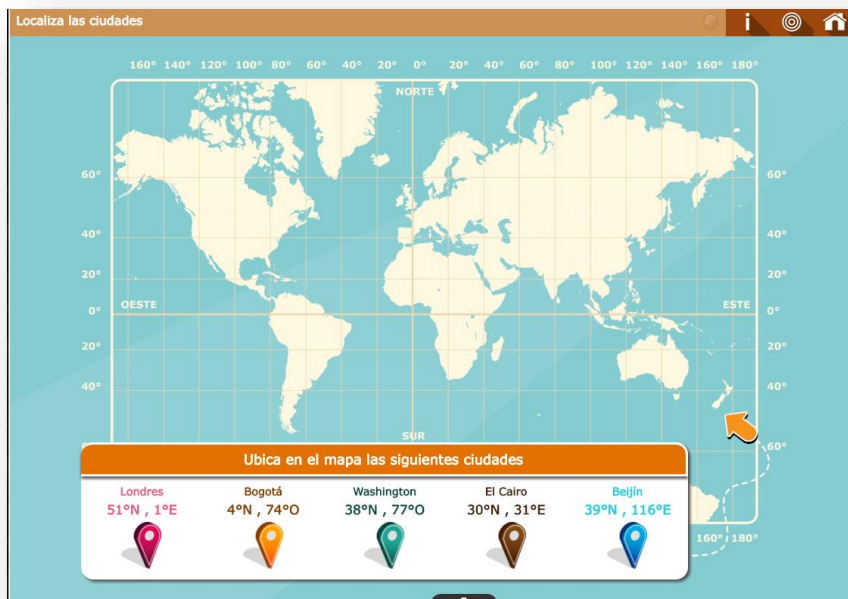 Localiza las ciudades
i
160° 140° 120° 100° 80° 60° 40° 20° 0° 20° 40° 60° 80° 100° 120° 140° 160° 180°
NORTE
60° 60°
40° 40°
20° 20°
0° OESTE ESTE 0°
20° 20°
40° 40°
SUR
60°
Ubica en el mapa las siguientes ciudades
Londres Bogotá Washington El Cairo Beijín
51°N , 1°E 4°N , 74°O 38°N , 77°O 30°N , 31°E 39°N , 116°E
160° 180°